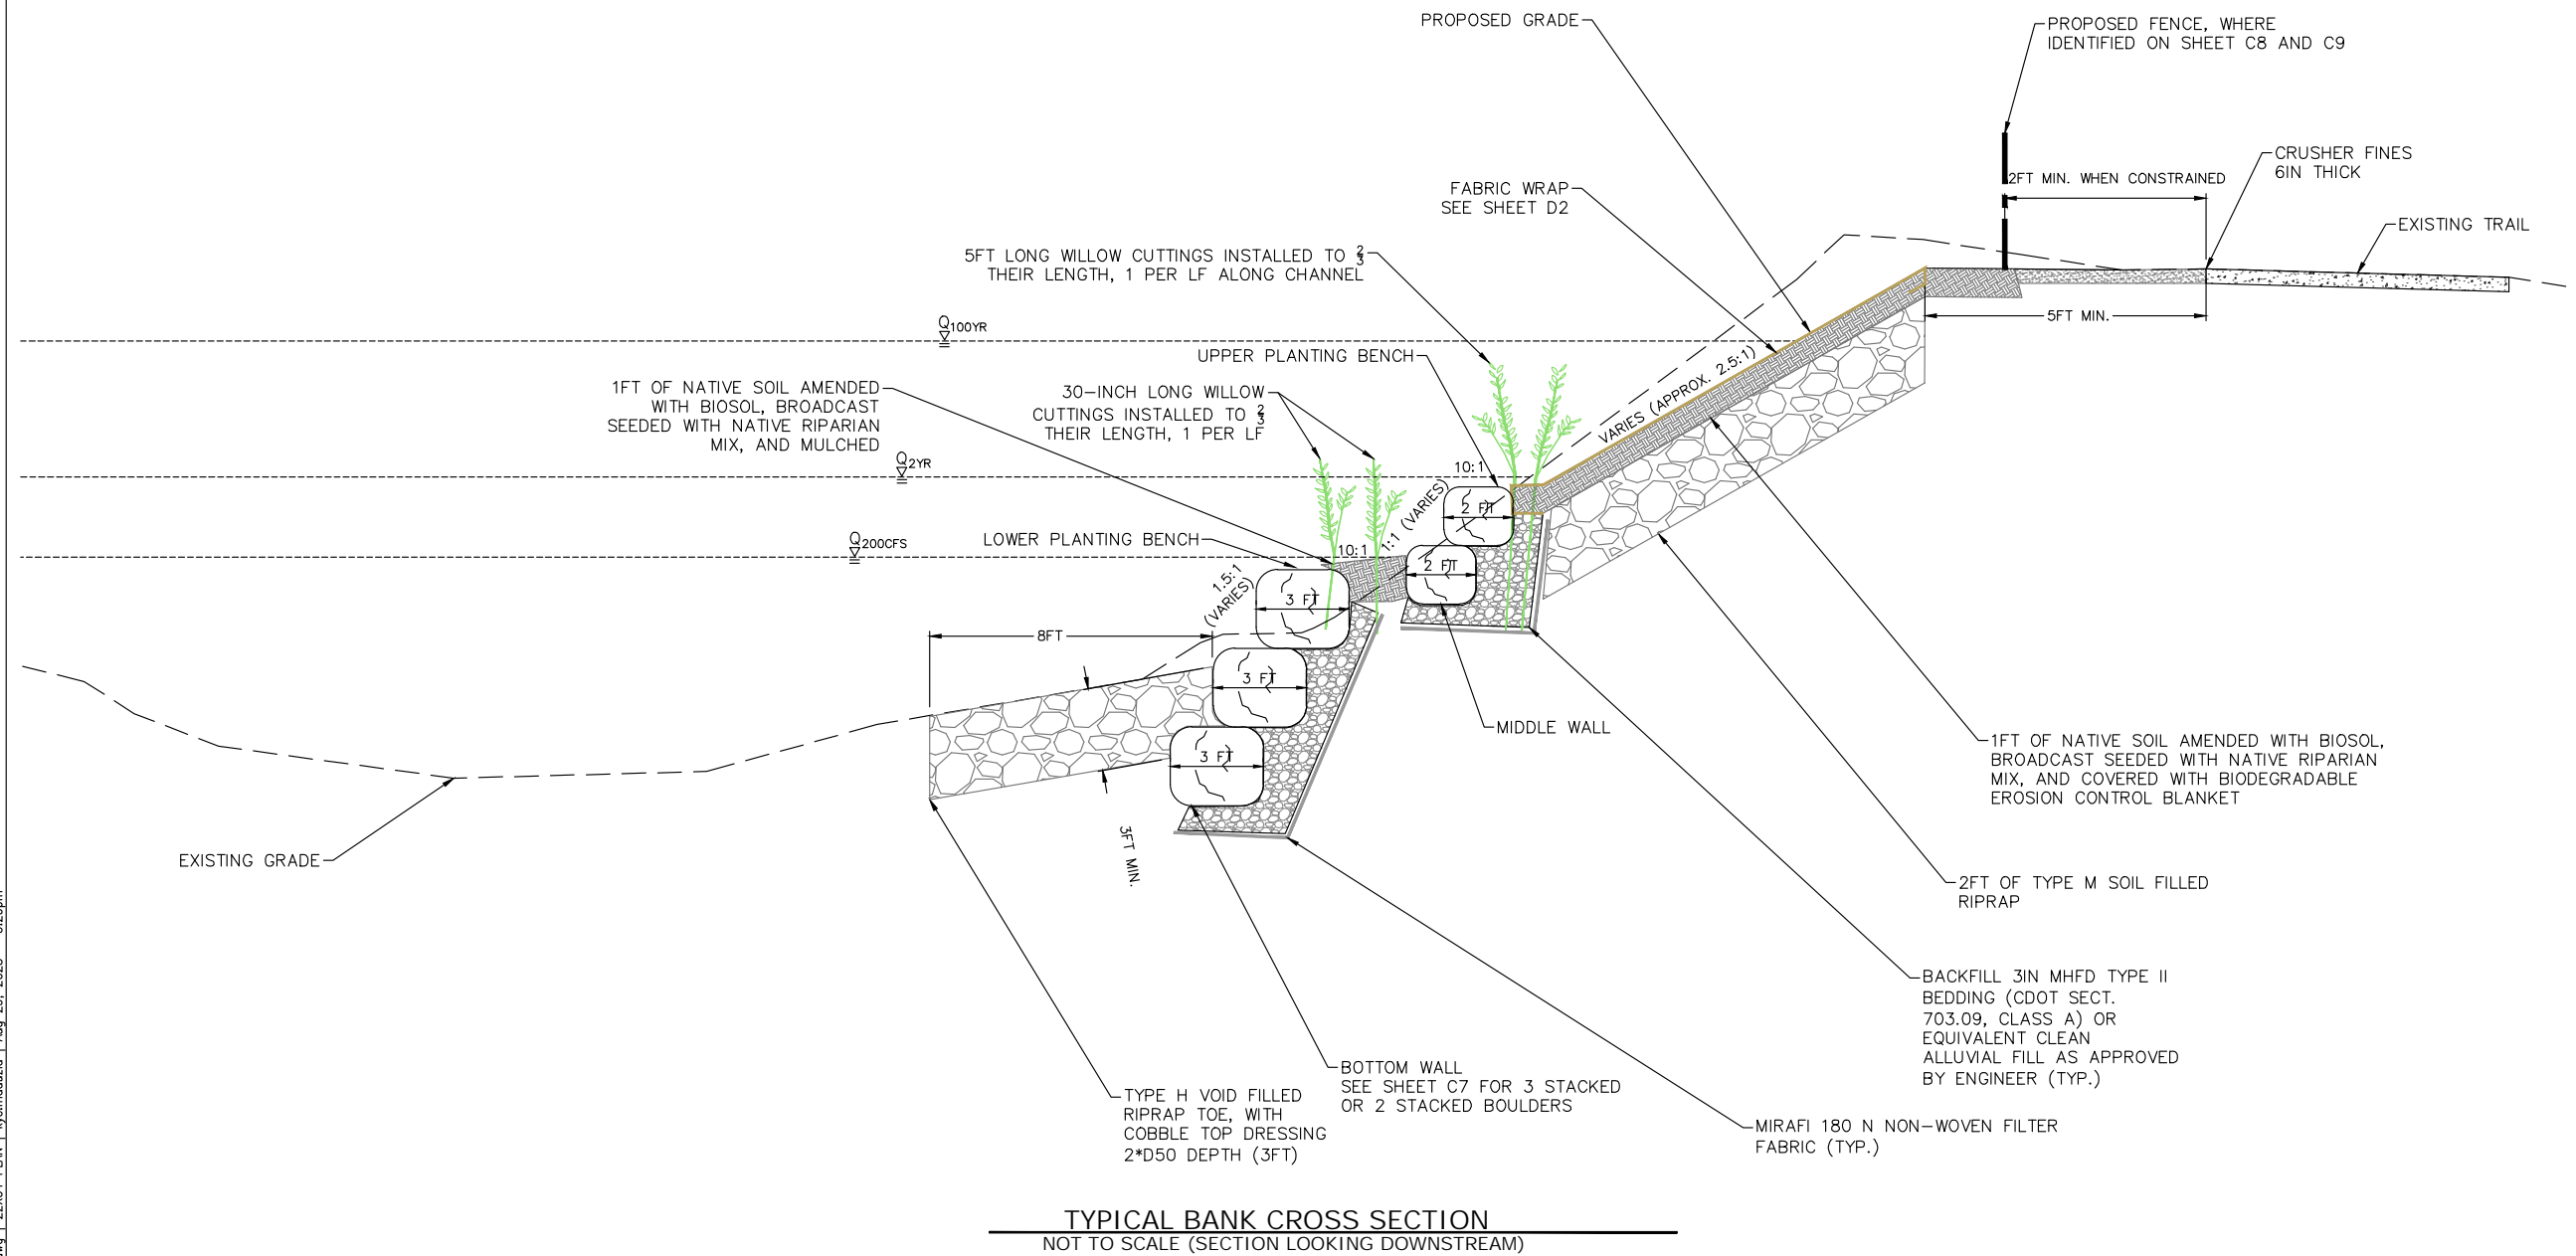 PROPOSED GRADE
PROPOSED FENCE, WHERE
IDENTIFIED ON SHEET C8 AND C9
CRUSHER FINES
6IN THICK
2FT MIN. WHEN CONSTRAINED
FABRIC WRAP
SEE SHEET D2
EXISTING TRAIL
5FT LONG WILLOW CUTTINGS INSTALLED TO 2/3
THEIR LENGTH, 1 PER LF ALONG CHANNEL
5FT MIN.
Q100YR
UPPER PLANTING BENCH
VARIES (APPROX. 2.5:1)
1FT OF NATIVE SOIL AMENDED
WITH BIOSOL, BROADCAST
SEEDED WITH NATIVE RIPARIAN
MIX, AND MULCHED
30-INCH LONG WILLOW
CUTTINGS INSTALLED TO 2/3
THEIR LENGTH, 1 PER LF
Q2YR
10:1
2 FT
1:1 (VARIES)
Q200CFS
LOWER PLANTING BENCH
10:1
2 FT
1.5:1
(VARIES)
3 FT
8FT
3 FT
3 FT
MIDDLE WALL
3FT MIN.
EXISTING GRADE
1FT OF NATIVE SOIL AMENDED WITH BIOSOL,
BROADCAST SEEDED WITH NATIVE RIPARIAN
MIX, AND COVERED WITH BIODEGRADABLE
EROSION CONTROL BLANKET
2FT OF TYPE M SOIL FILLED
RIPRAP
BACKFILL 3IN MHFD TYPE II
BEDDING (CDOT SECT.
703.09, CLASS A) OR
EQUIVALENT CLEAN
ALLUVIAL FILL AS APPROVED
BY ENGINEER (TYP.)
BOTTOM WALL
SEE SHEET C7 FOR 3 STACKED
OR 2 STACKED BOULDERS
TYPE H VOID FILLED
RIPRAP TOE, WITH
COBBLE TOP DRESSING
2*D50 DEPTH (3FT)
MIRAFI 180 N NON-WOVEN FILTER
FABRIC (TYP.)
TYPICAL BANK CROSS SECTION
NOT TO SCALE (SECTION LOOKING DOWNSTREAM)